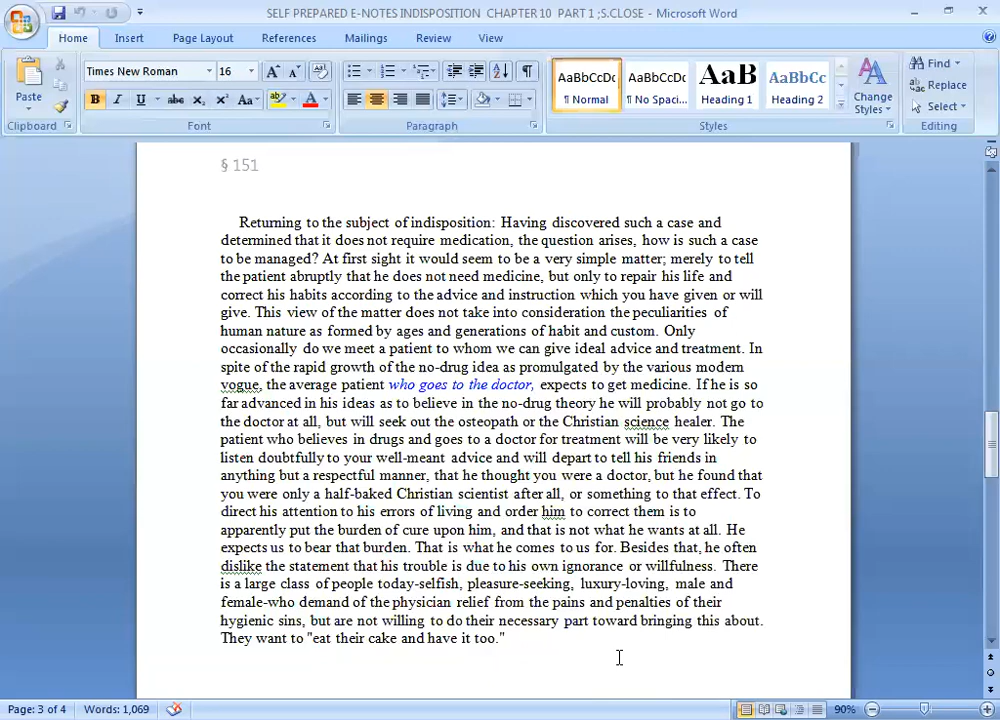 SELF PREPARED E-NOTES INDISPOSITION CHAPTER 10 PART 1 ;S.CLOSE - Microsoft Word
Home Insert Page Layout References Mailings Review View
Times New Roman 16 Aa
AaBbCcDc AaBbCcDc AaBbC AaBbCc
¶ Normal ¶ No Spaci... Heading 1 Heading 2
Paste
B I U abc X₂ X² Aa ab A
Change Styles
Find
Replace
Select
Clipboard Font Paragraph Styles Editing
§ 151
Returning to the subject of indisposition: Having discovered such a case and
determined that it does not require medication, the question arises, how is such a case
to be managed? At first sight it would seem to be a very simple matter; merely to tell
the patient abruptly that he does not need medicine, but only to repair his life and
correct his habits according to the advice and instruction which you have given or will
give. This view of the matter does not take into consideration the peculiarities of
human nature as formed by ages and generations of habit and custom. Only
occasionally do we meet a patient to whom we can give ideal advice and treatment. In
spite of the rapid growth of the no-drug idea as promulgated by the various modern
vogue, the average patient who goes to the doctor, expects to get medicine. If he is so
far advanced in his ideas as to believe in the no-drug theory he will probably not go to
the doctor at all, but will seek out the osteopath or the Christian science healer. The
patient who believes in drugs and goes to a doctor for treatment will be very likely to
listen doubtfully to your well-meant advice and will depart to tell his friends in
anything but a respectful manner, that he thought you were a doctor, but he found that
you were only a half-baked Christian scientist after all, or something to that effect. To
direct his attention to his errors of living and order him to correct them is to
apparently put the burden of cure upon him, and that is not what he wants at all. He
expects us to bear that burden. That is what he comes to us for. Besides that, he often
dislike the statement that his trouble is due to his own ignorance or willfulness. There
is a large class of people today-selfish, pleasure-seeking, luxury-loving, male and
female-who demand of the physician relief from the pains and penalties of their
hygienic sins, but are not willing to do their necessary part toward bringing this about.
They want to "eat their cake and have it too."
Page: 3 of 4 Words: 1,069 90%